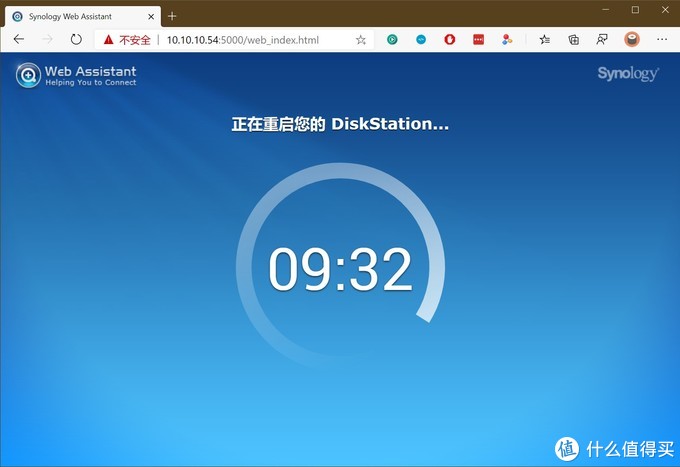 Synology Web Assistant
不安全
10.10.10.54:5000/web_index.html
Web Assistant
Helping You to Connect
Synology
正在重启您的 DiskStation...
09:32
值 什么值得买